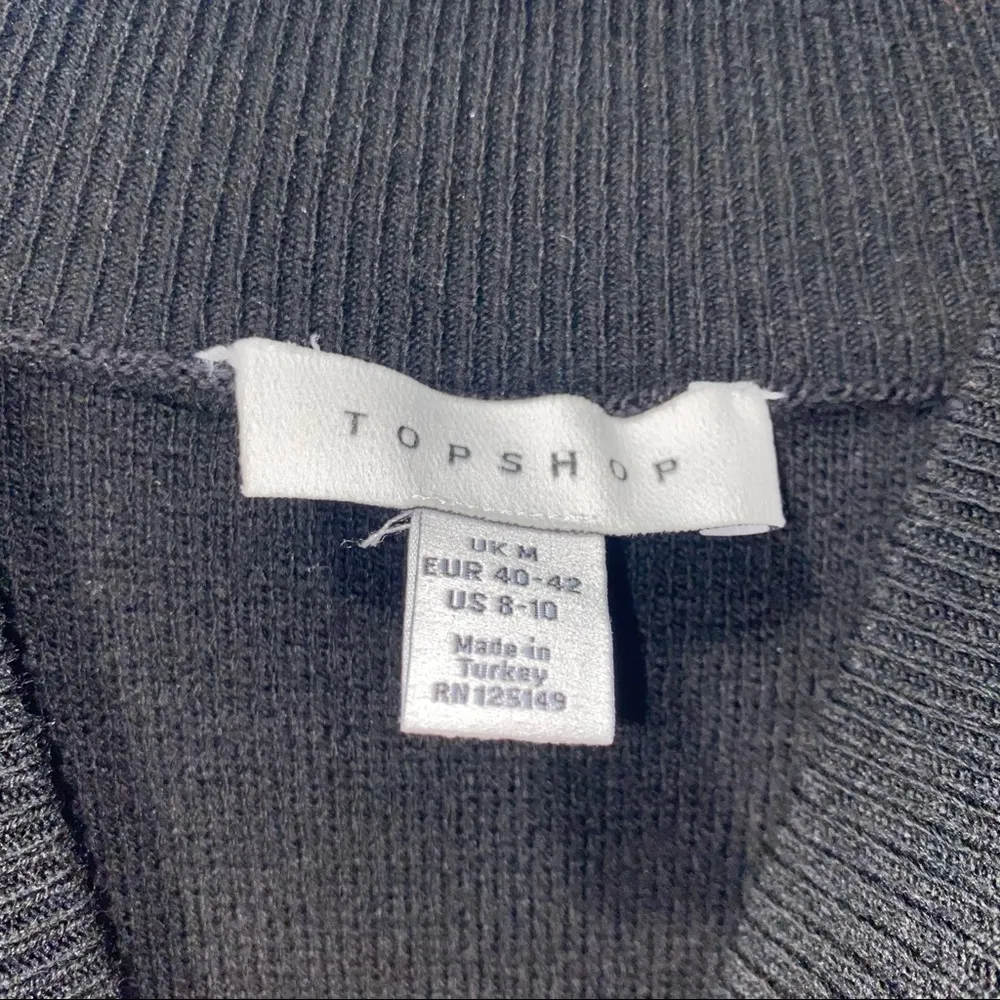 TOPSHOP
UK M
EUR 40-42
US 8-10
Made in
Turkey
RN125149